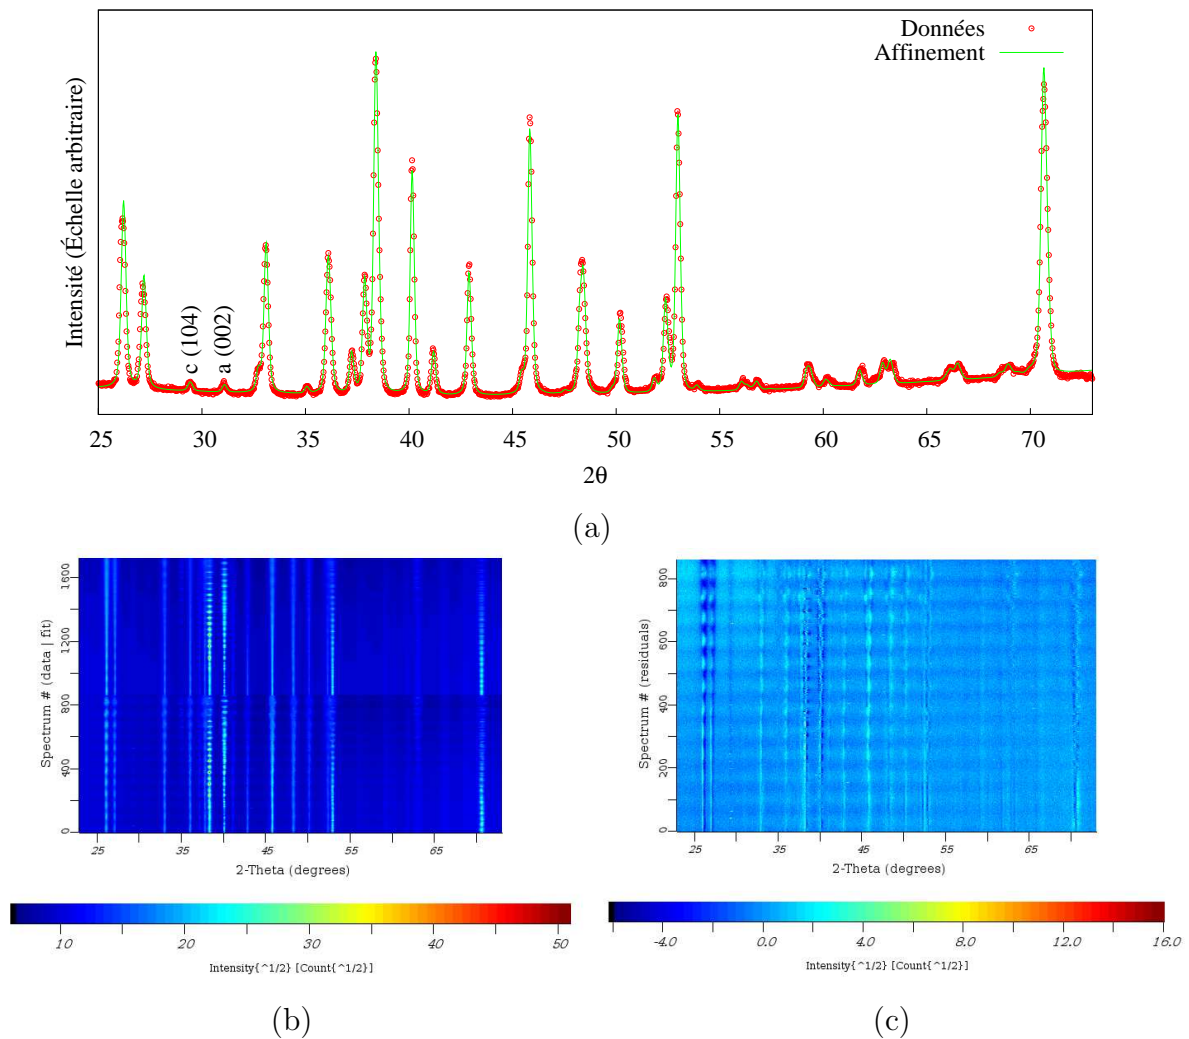 Données
Affinement
Intensité (Échelle arbitraire)
c (104)
a (002)
25 30 35 40 45 50 55 60 65 70
2θ
(a)
Spectrum # (data | fit)
0 400 800 1200 1600
25 35 45 55 65
2-Theta (degrees)
10 20 30 40 50
Intensity{^1/2} [Count{^1/2}]
(b)
Spectrum # (residuals)
0 200 400 600 800
25 35 45 55 65
2-Theta (degrees)
-4.0 0.0 4.0 8.0 12.0 16.0
Intensity{^1/2} [Count{^1/2}]
(c)